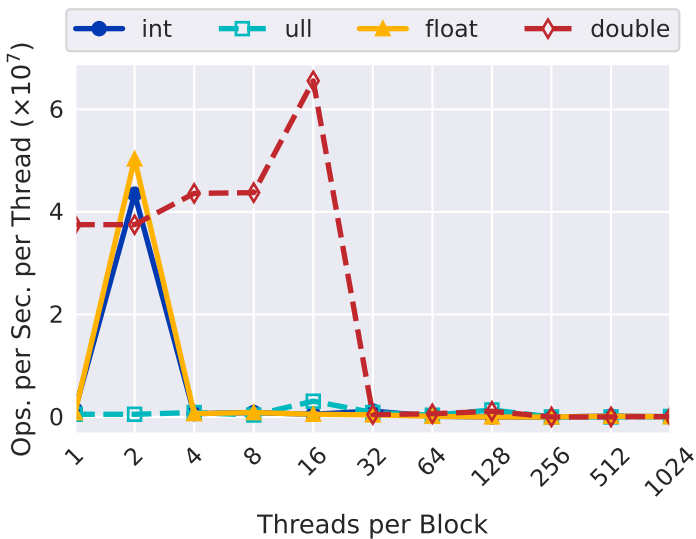 int ull float double
Ops. per Sec. per Thread (×10⁷)
6
4
2
0
1 2 4 8 16 32 64 128 256 512 1024
Threads per Block